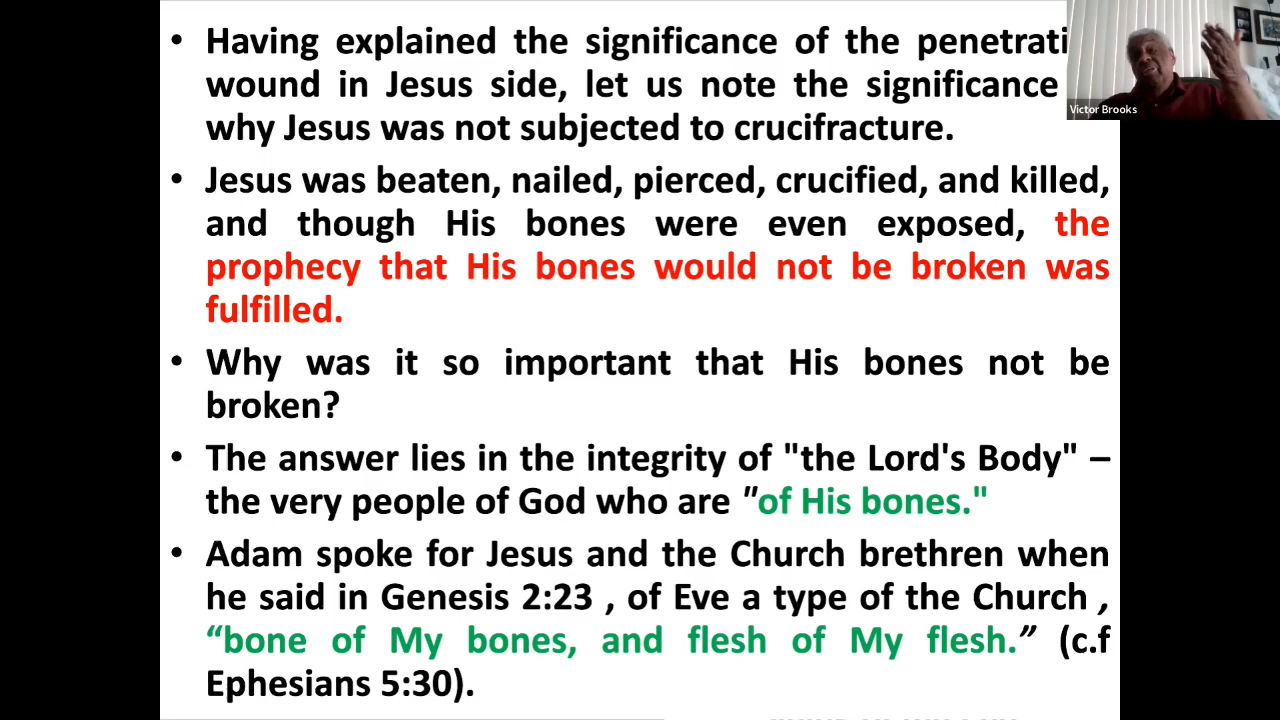 • Having explained the significance of the
wound in Jesus side, let us note the significance
why Jesus was not subjected to crucifracture.
• Jesus was beaten, nailed, pierced, crucified, and killed,
and though His bones were even exposed, the
prophecy that His bones would not be broken was
fulfilled.
• Why was it so important that His bones not be
broken?
• The answer lies in the integrity of "the Lord's Body" –
the very people of God who are "of His bones."
• Adam spoke for Jesus and the Church brethren when
he said in Genesis 2:23 , of Eve a type of the Church ,
“bone of My bones, and flesh of My flesh.” (c.f
Ephesians 5:30).
Victor Brooks